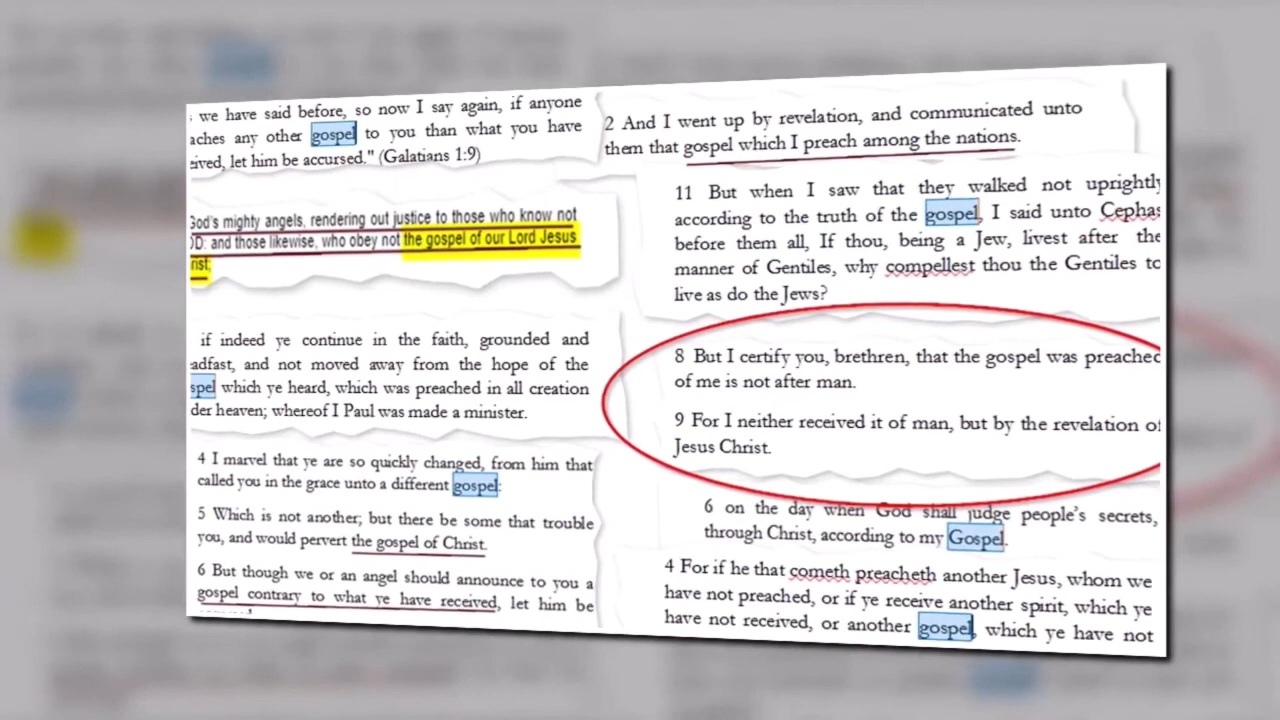 we have said before, so now I say again, if anyone
aches any other gospel to you than what you have
eived, let him be accursed." (Galatians 1:9)
God's mighty angels, rendering out justice to those who know not
D: and those likewise, who obey not the gospel of our Lord Jesus
rist;
if indeed ye continue in the faith, grounded and
adfast, and not moved away from the hope of the
spel which ye heard, which was preached in all creation
der heaven; whereof I Paul was made a minister.
4 I marvel that ye are so quickly changed, from him that
called you in the grace unto a different gospel:
5 Which is not another; but there be some that trouble
you, and would pervert the gospel of Christ.
6 But though we or an angel should announce to you a
gospel contrary to what ye have received, let him be
2 And I went up by revelation, and communicated unto
them that gospel which I preach among the nations.
11 But when I saw that they walked not uprightly
according to the truth of the gospel, I said unto Cephas
before them all, If thou, being a Jew, livest after the
manner of Gentiles, why compellest thou the Gentiles to
live as do the Jews?
8 But I certify you, brethren, that the gospel was preached
of me is not after man.
9 For I neither received it of man, but by the revelation of
Jesus Christ.
6 on the day when God shall judge people's secrets,
through Christ, according to my Gospel.
4 For if he that cometh preacheth another Jesus, whom we
have not preached, or if ye receive another spirit, which ye
have not received, or another gospel, which ye have not